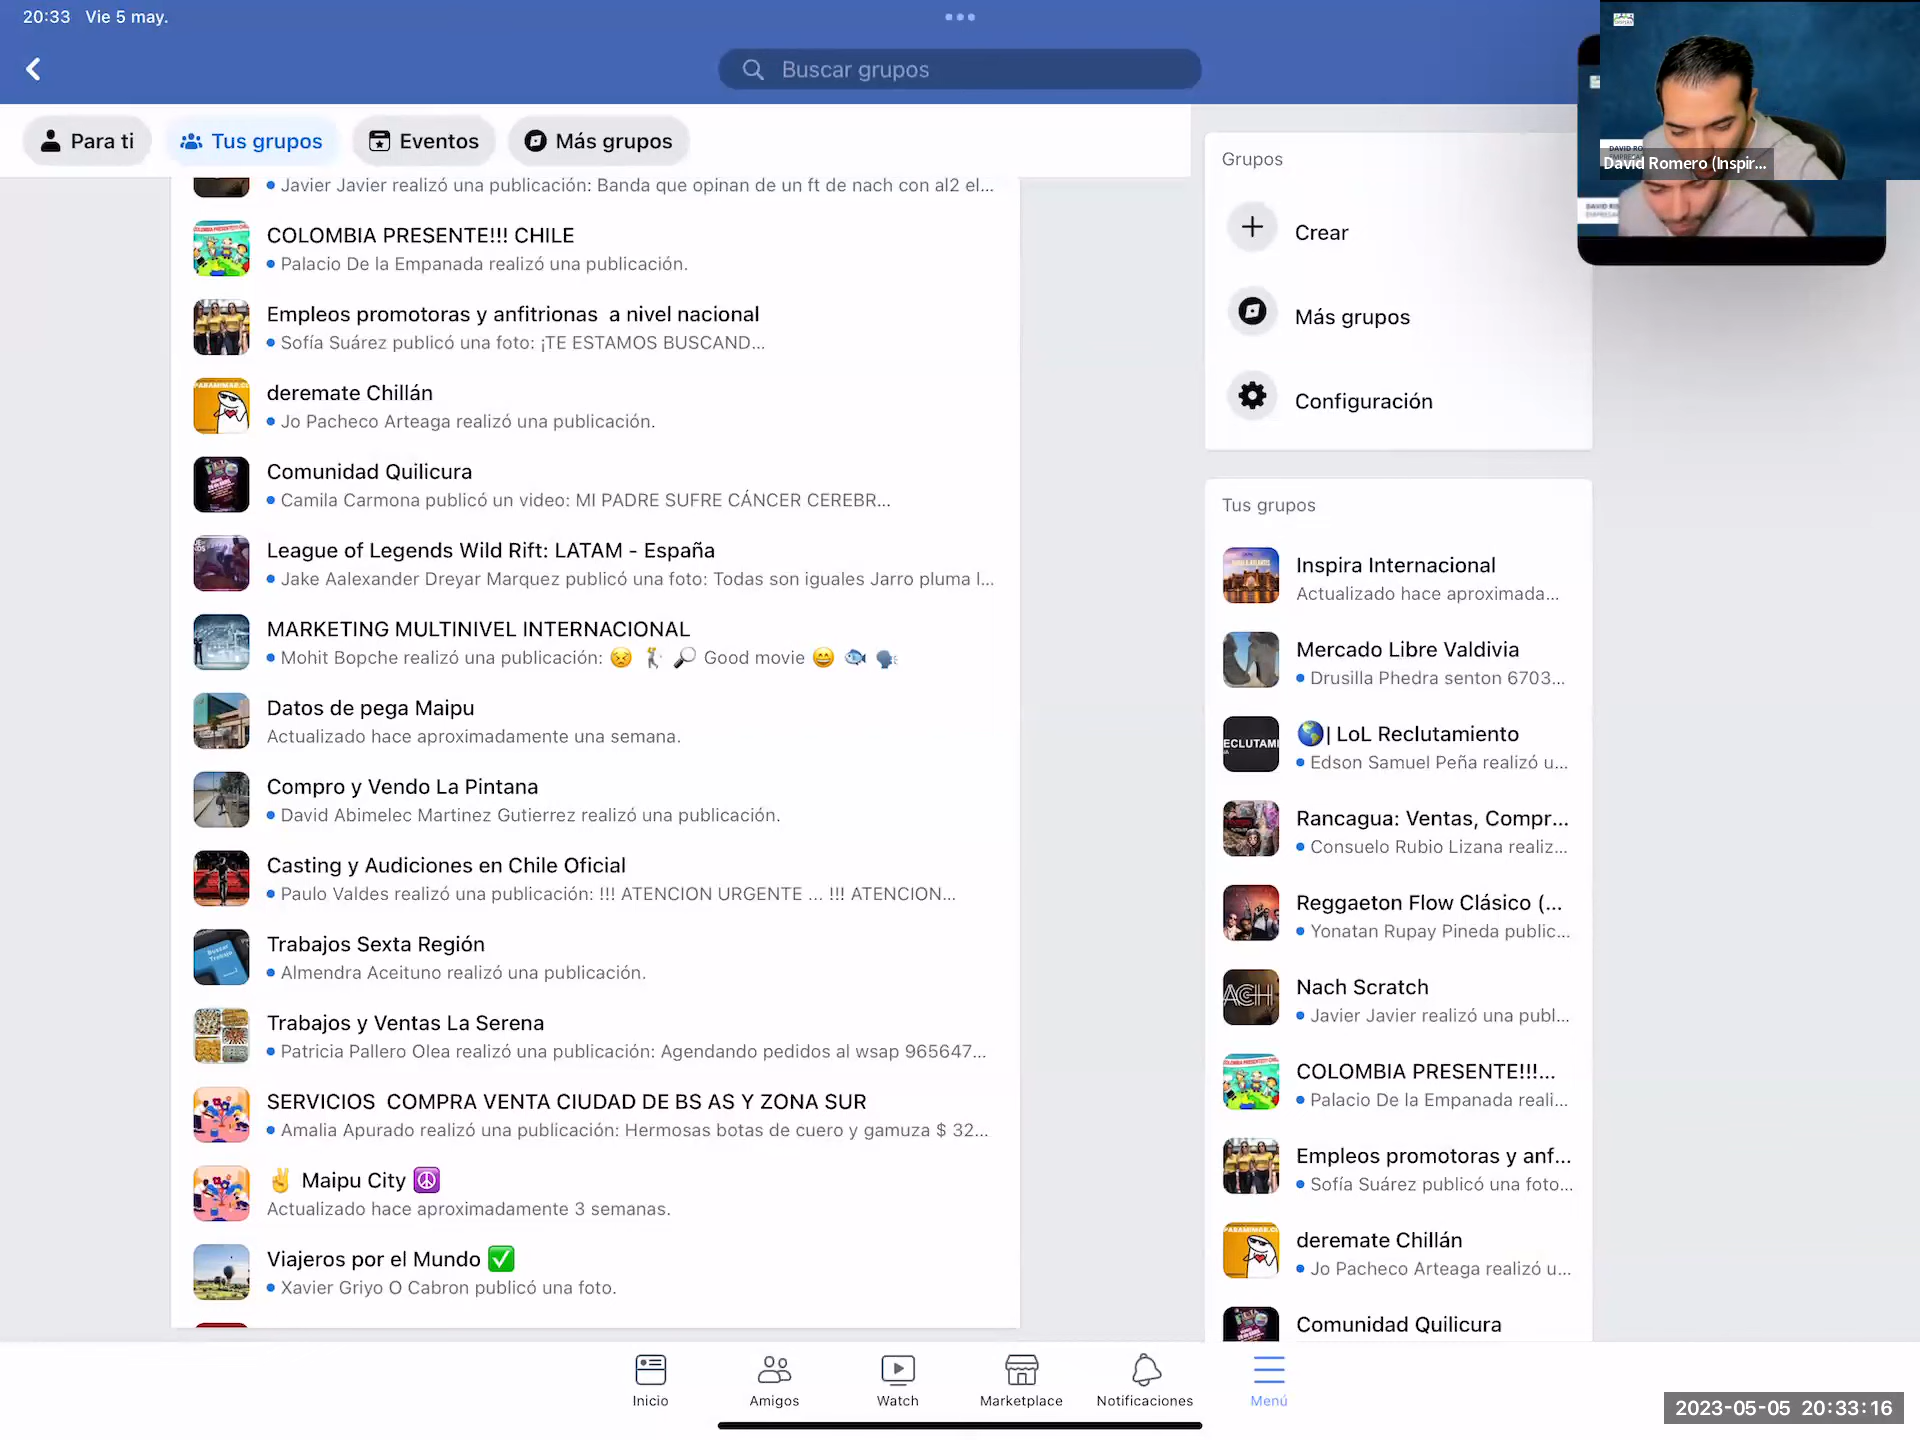 20:33 Vie 5 may.
Buscar grupos
Para ti
Tus grupos
Eventos
Más grupos
Javier Javier realizó una publicación: Banda que opinan de un ft de nach con al2 el...
COLOMBIA PRESENTE!!! CHILE
Palacio De la Empanada realizó una publicación.
Empleos promotoras y anfitrionas a nivel nacional
Sofía Suárez publicó una foto: ¡TE ESTAMOS BUSCAND...
deremate Chillán
Jo Pacheco Arteaga realizó una publicación.
Comunidad Quilicura
Camila Carmona publicó un video: MI PADRE SUFRE CÁNCER CEREBR...
League of Legends Wild Rift: LATAM - España
Jake Aalexander Dreyar Marquez publicó una foto: Todas son iguales Jarro pluma l...
MARKETING MULTINIVEL INTERNACIONAL
Mohit Bopche realizó una publicación: 😣 🏌 🔎 Good movie 😄 🐟 🗣
Datos de pega Maipu
Actualizado hace aproximadamente una semana.
Compro y Vendo La Pintana
David Abimelec Martinez Gutierrez realizó una publicación.
Casting y Audiciones en Chile Oficial
Paulo Valdes realizó una publicación: !!! ATENCION URGENTE ... !!! ATENCION...
Trabajos Sexta Región
Almendra Aceituno realizó una publicación.
Trabajos y Ventas La Serena
Patricia Pallero Olea realizó una publicación: Agendando pedidos al wsap 965647...
SERVICIOS COMPRA VENTA CIUDAD DE BS AS Y ZONA SUR
Amalia Apurado realizó una publicación: Hermosas botas de cuero y gamuza $ 32...
✌ Maipu City ☮
Actualizado hace aproximadamente 3 semanas.
Viajeros por el Mundo ✅
Xavier Griyo O Cabron publicó una foto.
Grupos
Crear
Más grupos
Configuración
Tus grupos
Inspira Internacional
Actualizado hace aproximada...
Mercado Libre Valdivia
Drusilla Phedra senton 6703...
🌎| LoL Reclutamiento
Edson Samuel Peña realizó u...
ECLUTAMI
Rancagua: Ventas, Compr...
Consuelo Rubio Lizana realiz...
Reggaeton Flow Clásico (...
Yonatan Rupay Pineda public...
Nach Scratch
Javier Javier realizó una publ...
ACH
COLOMBIA PRESENTE!!!...
Palacio De la Empanada reali...
Empleos promotoras y anf...
Sofía Suárez publicó una foto...
deremate Chillán
Jo Pacheco Arteaga realizó u...
Comunidad Quilicura
David Romero (Inspir...
DAVID RO
Inicio
Amigos
Watch
Marketplace
Notificaciones
Menú
2023-05-05 20:33:16